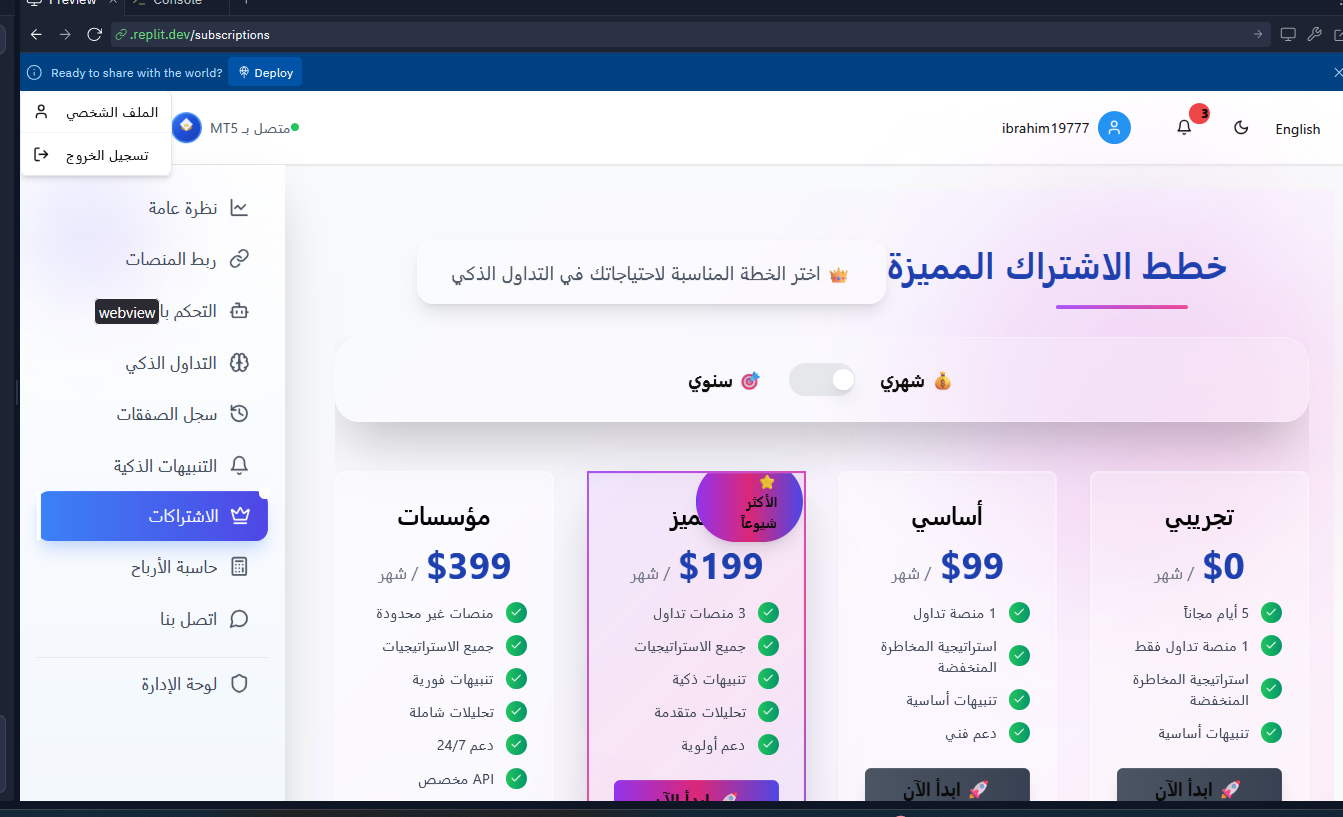 Preview
Console
.replit.dev/subscriptions
Ready to share with the world?
Deploy
English
3
ibrahim19777
متصل بـ MT5
الملف الشخصي
تسجيل الخروج
نظرة عامة
ربط المنصات
التحكم با
webview
التداول الذكي
سجل الصفقات
التنبيهات الذكية
الاشتراكات
حاسبة الأرباح
اتصل بنا
لوحة الإدارة
خطط الاشتراك المميزة
👑 اختر الخطة المناسبة لاحتياجاتك في التداول الذكي
💰 شهري
🎯 سنوي
تجريبي
$0 / شهر
5 أيام مجاناً
1 منصة تداول فقط
استراتيجية المخاطرة
المنخفضة
تنبيهات أساسية
🚀 ابدأ الآن
أساسي
$99 / شهر
1 منصة تداول
استراتيجية المخاطرة
المنخفضة
تنبيهات أساسية
دعم فني
🚀 ابدأ الآن
⭐
الأكثر
شيوعاً
ميز
$199 / شهر
3 منصات تداول
جميع الاستراتيجيات
تنبيهات ذكية
تحليلات متقدمة
دعم أولوية
🚀 ابدأ الآن
مؤسسات
$399 / شهر
منصات غير محدودة
جميع الاستراتيجيات
تنبيهات فورية
تحليلات شاملة
دعم 24/7
API مخصص